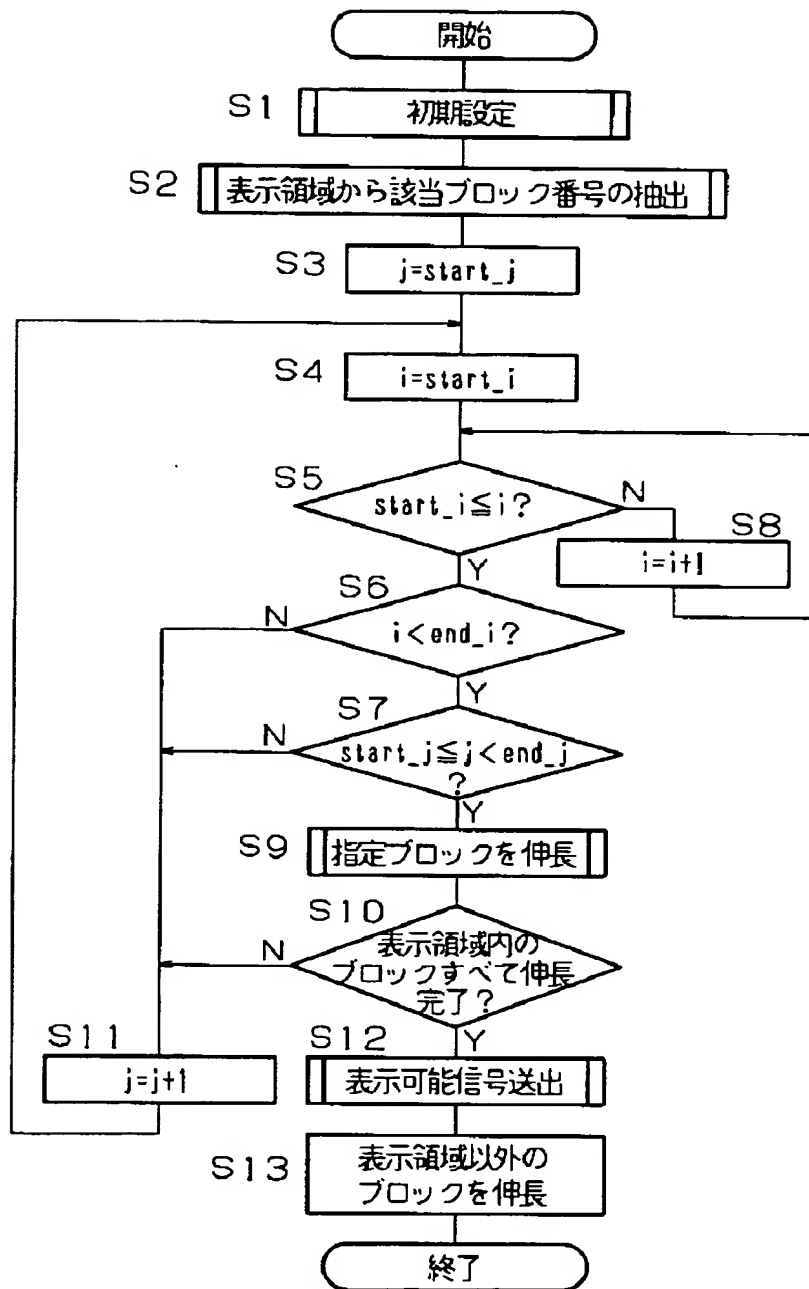 開始
S1
初期設定
S2
表示領域から該当ブロック番号の抽出
S3
j=start_j
S4
i=start_i
S5
start_i≦i?
N
S8
i=i+1
Y
S6
N
i<end_i?
Y
S7
N
start_j≦j<end_j
?
Y
S9
指定ブロックを伸長
S10
N
表示領域内の
ブロックすべて伸長
完了?
Y
S11
j=j+1
S12
表示可能信号送出
S13
表示領域以外の
ブロックを伸長
終了